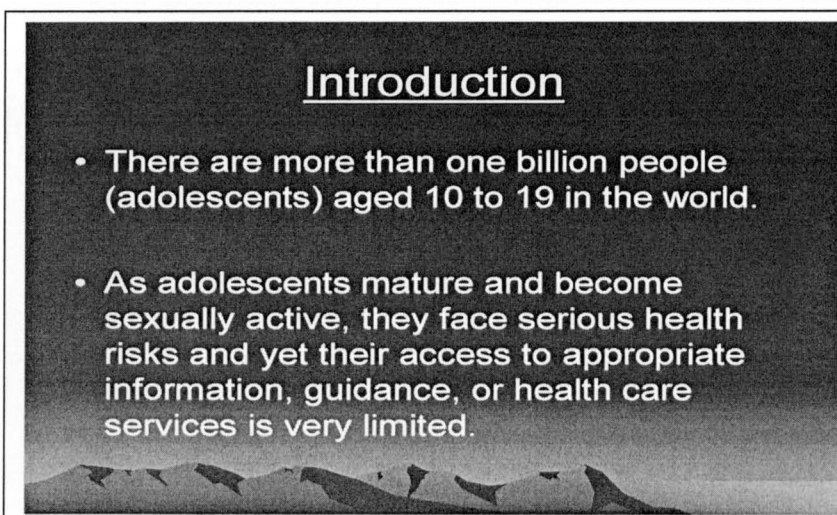 Introduction
• There are more than one billion people
(adolescents) aged 10 to 19 in the world.
• As adolescents mature and become
sexually active, they face serious health
risks and yet their access to appropriate
information, guidance, or health care
services is very limited.